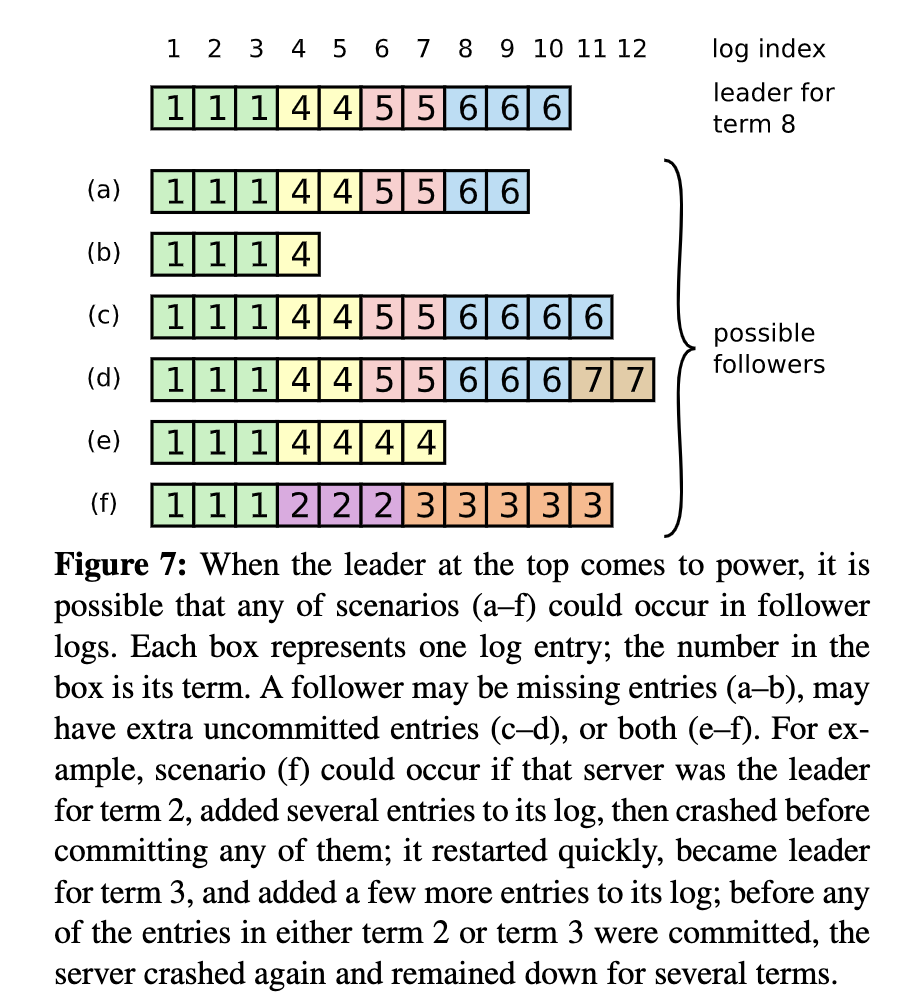 1 2 3 4 5 6 7 8 9 10 11 12 log index
1 1 1 4 4 5 5 6 6 6 leader for
term 8
(a) 1 1 1 4 4 5 5 6 6
(b) 1 1 1 4
(c) 1 1 1 4 4 5 5 6 6 6 6
(d) 1 1 1 4 4 5 5 6 6 6 7 7
(e) 1 1 1 4 4 4 4
(f) 1 1 1 2 2 2 3 3 3 3 3
possible
followers
Figure 7: When the leader at the top comes to power, it is
possible that any of scenarios (a–f) could occur in follower
logs. Each box represents one log entry; the number in the
box is its term. A follower may be missing entries (a–b), may
have extra uncommitted entries (c–d), or both (e–f). For ex-
ample, scenario (f) could occur if that server was the leader
for term 2, added several entries to its log, then crashed before
committing any of them; it restarted quickly, became leader
for term 3, and added a few more entries to its log; before any
of the entries in either term 2 or term 3 were committed, the
server crashed again and remained down for several terms.